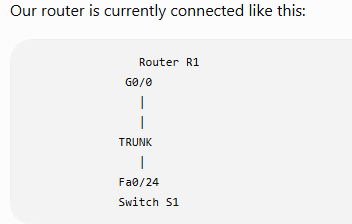 Our router is currently connected like this:
Router R1
G0/0
|
|
TRUNK
|
Fa0/24
Switch S1